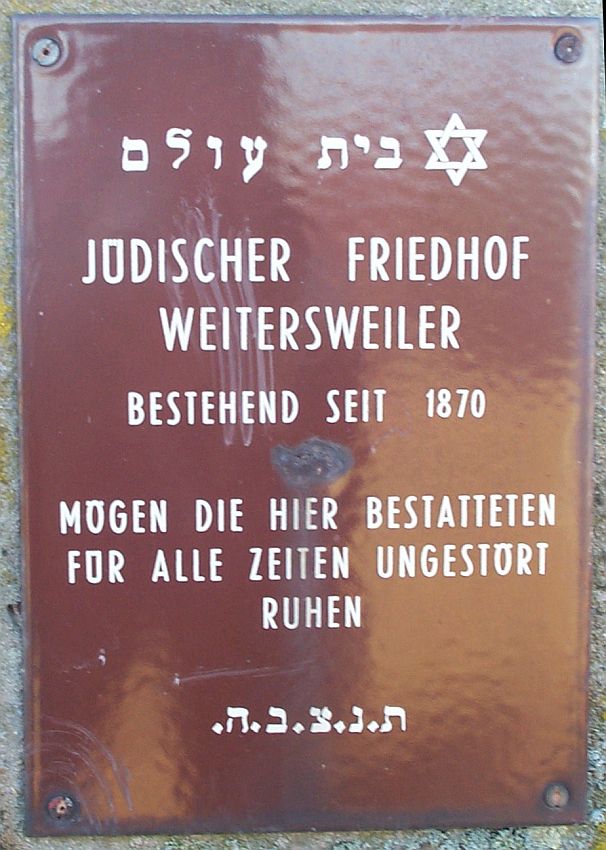 בית עולם
JÜDISCHER FRIEDHOF
WEITERSWEILER
BESTEHEND SEIT 1870
MÖGEN DIE HIER BESTATTETEN
FÜR ALLE ZEITEN UNGESTÖRT
RUHEN
ת.נ.צ.ב.ה.